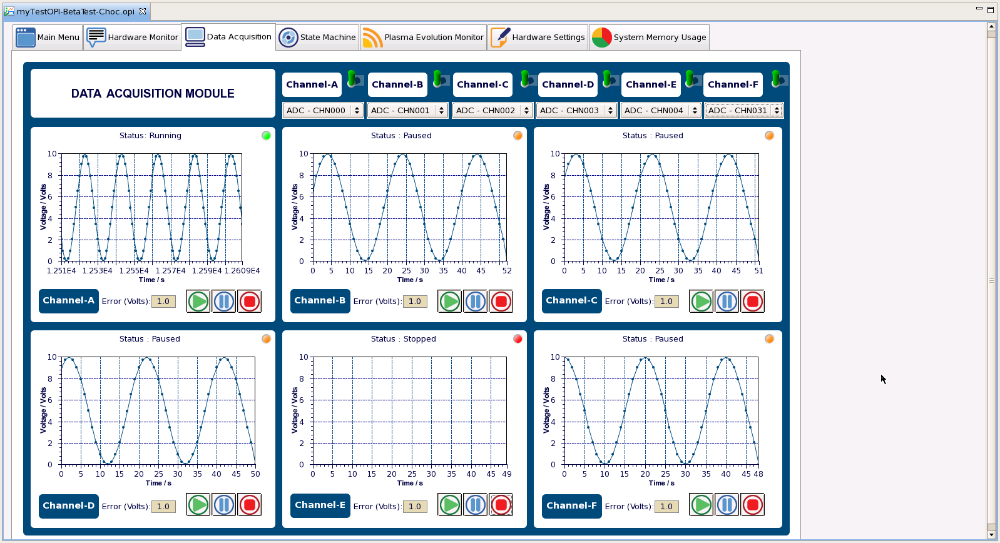 myTestOPI-BetaTest-Choc.opi
Main Menu Hardware Monitor Data Acquisition State Machine Plasma Evolution Monitor Hardware Settings System Memory Usage
DATA ACQUISITION MODULE
Channel-A Channel-B Channel-C Channel-D Channel-E Channel-F
ADC - CHN000 ADC - CHN001 ADC - CHN002 ADC - CHN003 ADC - CHN004 ADC - CHN031
Status: Running
10
8
6
4
2
0
Voltage / Volts
1.251E4 1.253E4 1.255E4 1.257E4 1.259E4 1.2609E4
Time / s
Channel-A Error (Volts): 1.0
Status : Paused
10
8
6
4
2
0
Voltage / Volts
0 5 10 15 20 25 30 35 40 45 52
Time / s
Channel-B Error (Volts): 1.0
Status : Paused
10
8
6
4
2
0
Voltage / Volts
0 5 10 15 20 25 30 35 40 45 51
Time / s
Channel-C Error (Volts): 1.0
Status : Paused
10
8
6
4
2
0
Voltage / Volts
0 5 10 15 20 25 30 35 40 45 50
Time / s
Channel-D Error (Volts): 1.0
Status : Stopped
10
8
6
4
2
0
Voltage / Volts
0 5 10 15 20 25 30 35 40 45 49
Time / s
Channel-E Error (Volts): 1.0
Status : Paused
10
8
6
4
2
0
Voltage / Volts
0 5 10 15 20 25 30 35 40 45 48
Time / s
Channel-F Error (Volts): 1.0